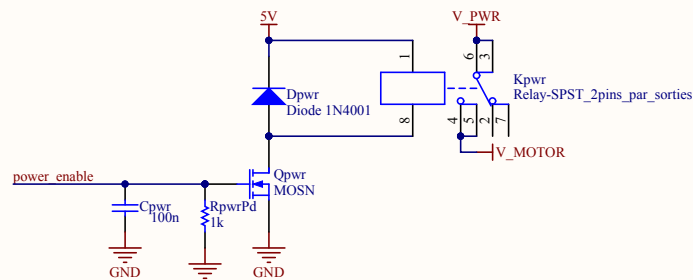 5V
V_PWR
1
6
3
Kpwr
Relay-SPST_2pins_par_sorties
Dpwr
Diode 1N4001
8
4
5
2
7
V_MOTOR
power_enable
Qpwr
MOSN
Cpwr
100n
RpwrPd
1k
GND
GND